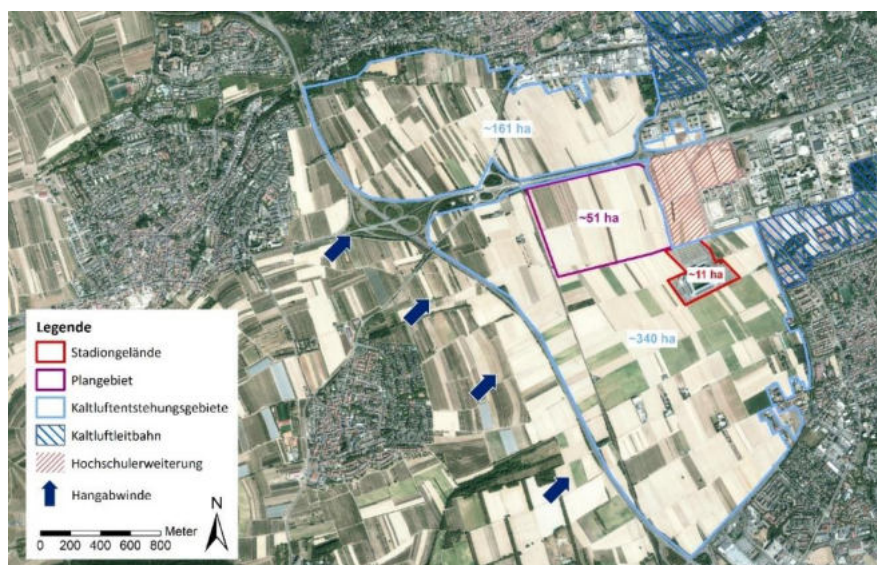 ~161 ha
~51 ha
~11 ha
~340 ha
Legende
Stadiongelände
Plangebiet
Kaltluftentstehungsgebiete
Kaltluftleitbahn
Hochschulerweiterung
Hangabwinde
N
Meter
0 200 400 600 800